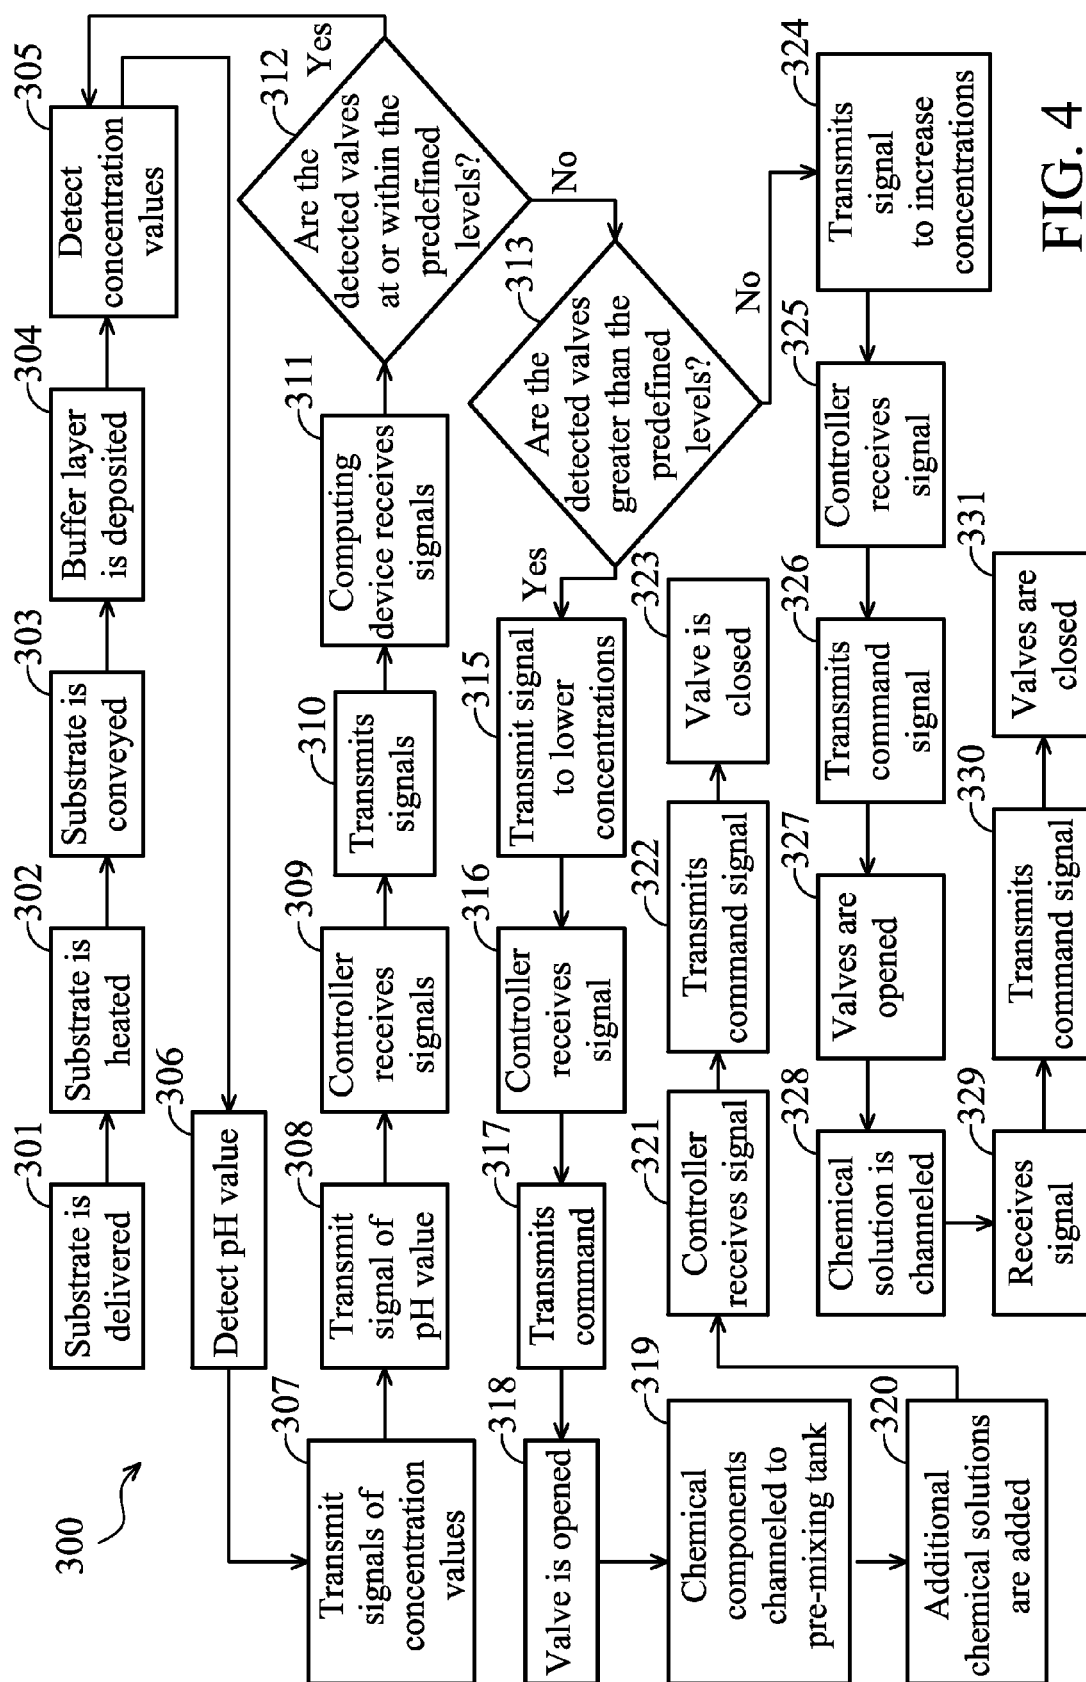 300
301
Substrate is
delivered
302
Substrate is
heated
303
Substrate is
conveyed
304
Buffer layer
is deposited
305
Detect
concentration
values
306
Detect pH value
307
Transmit
signals of
concentration
values
308
Transmit
signal of
pH value
309
Controller
receives
signals
310
Transmits
signals
311
Computing
device receives
signals
312
Are the
detected valves
at or within the
predefined
levels?
Yes
No
313
Are the
detected valves
greater than the
predefined
levels?
Yes
No
315
Transmit signal
to lower
concentrations
316
Controller
receives
signal
317
Transmits
command
318
Valve is opened
319
Chemical
components
channeled to
pre-mixing tank
320
Additional
chemical solutions
are added
321
Controller
receives signal
322
Transmits
command signal
323
Valve is
closed
324
Transmits
signal
to increase
concentrations
325
Controller
receives
signal
326
Transmits
command
signal
327
Valves are
opened
328
Chemical
solution is
channeled
329
Receives
signal
330
Transmits
command signal
331
Valves are
closed
FIG. 4